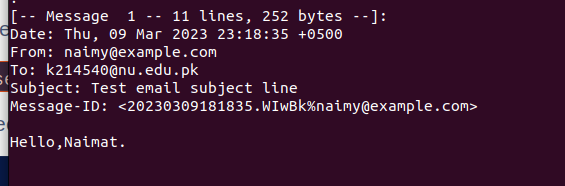 [-- Message  1 -- 11 lines, 252 bytes --]:
Date: Thu, 09 Mar 2023 23:18:35 +0500
From: naimy@example.com
To: k214540@nu.edu.pk
Subject: Test email subject line
Message-ID: <20230309181835.WIwBk%naimy@example.com>

Hello,Naimat.